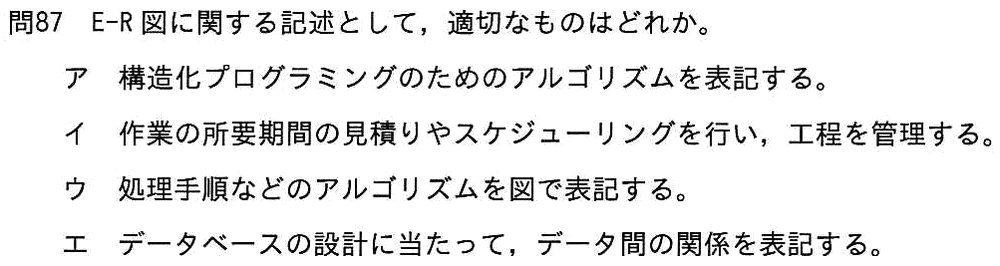 問87　E-R 図に関する記述として，適切なものはどれか。
ア　構造化プログラミングのためのアルゴリズムを表記する。
イ　作業の所要期間の見積りやスケジューリングを行い，工程を管理する。
ウ　処理手順などのアルゴリズムを図で表記する。
エ　データベースの設計に当たって，データ間の関係を表記する。